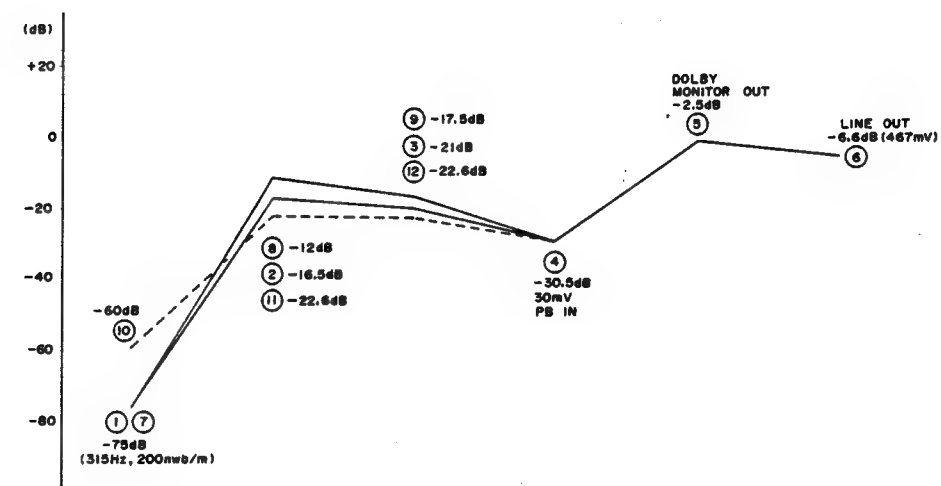 (dB)
+20
0
-20
-40
-60
-80
⑨ -17.5dB
③ -21dB
⑫ -22.6dB
DOLBY
MONITOR OUT
-2.5dB
⑤
LINE OUT
-6.6dB (467mV)
⑥
⑧ -12dB
② -16.5dB
⑪ -22.6dB
④
-30.5dB
30mV
PB IN
-60dB
⑩
① ⑦
-75dB
(315Hz, 200nwb/m)